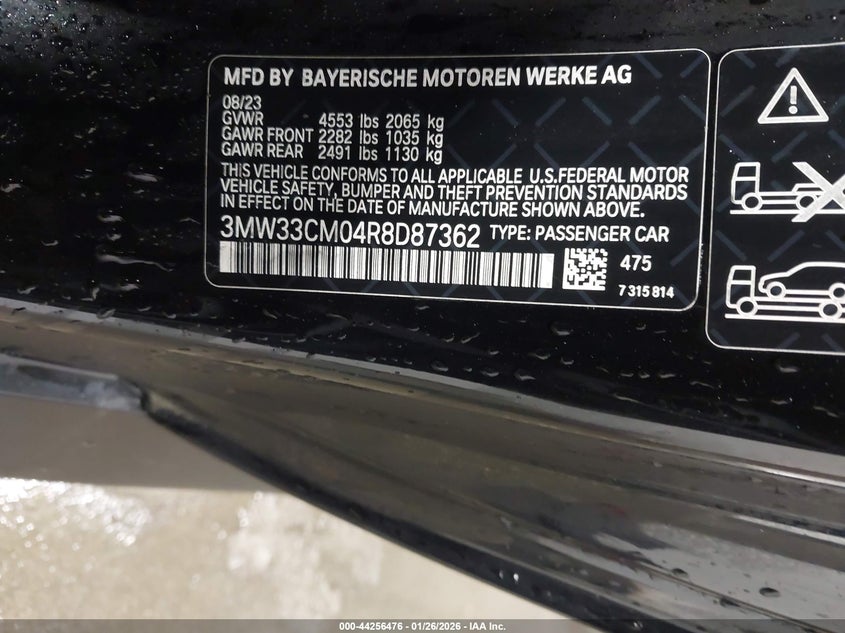 MFD BY BAYERISCHE MOTOREN WERKE AG
08/23
GVWR 4553 lbs 2065 kg
GAWR FRONT 2282 lbs 1035 kg
GAWR REAR 2491 lbs 1130 kg
THIS VEHICLE CONFORMS TO ALL APPLICABLE U.S.FEDERAL MOTOR
VEHICLE SAFETY, BUMPER AND THEFT PREVENTION STANDARDS
IN EFFECT ON THE DATE OF MANUFACTURE SHOWN ABOVE.
3MW33CM04R8D87362 TYPE: PASSENGER CAR
475
7 315 814
000-44256476 - 01/26/2026 - IAA Inc.